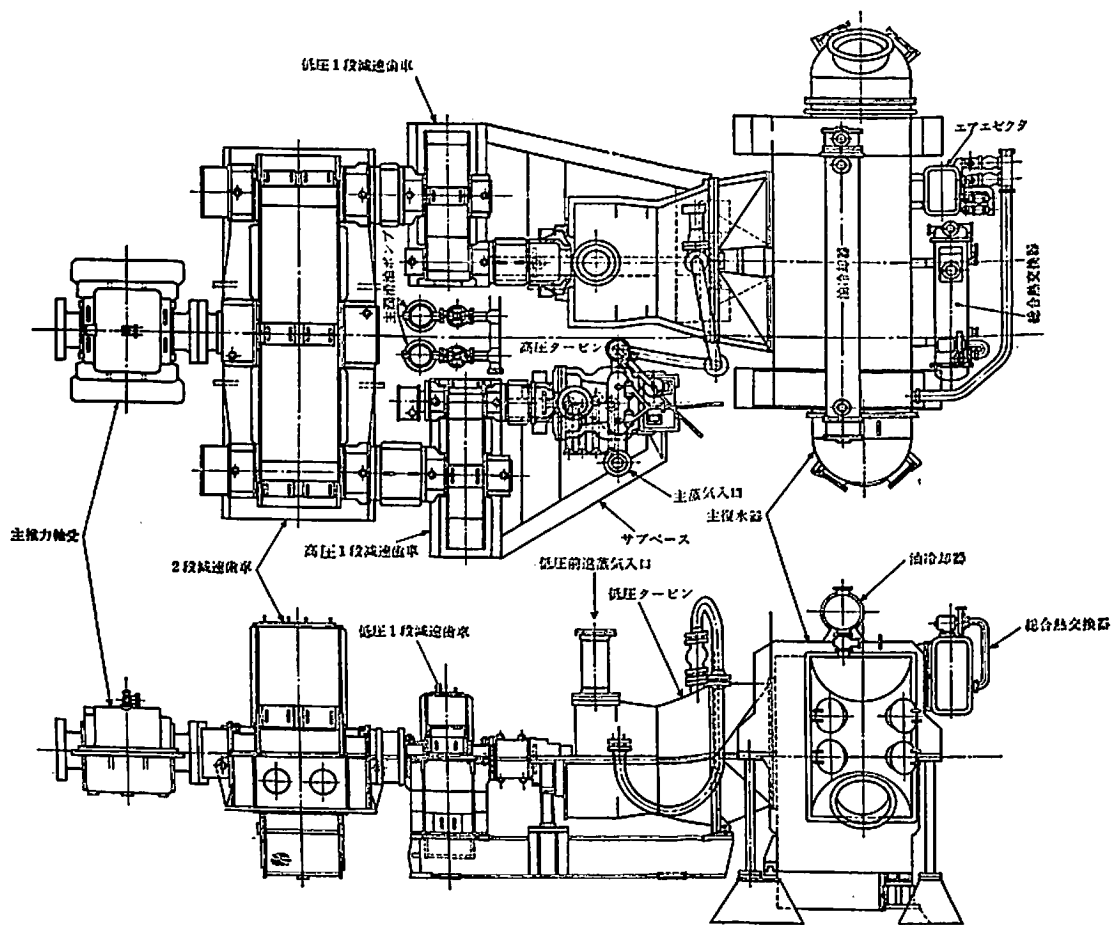 低圧1段減速歯車
エアエゼクタ
主潤滑油ポンプ
油冷却器
総合熱交換器
高圧タービン
主蒸気入口
主復水器
サブベース
高圧1段減速歯車
主推力軸受
2段減速歯車
低圧前進蒸気入口
低圧タービン
油冷却器
低圧1段減速歯車
総合熱交換器